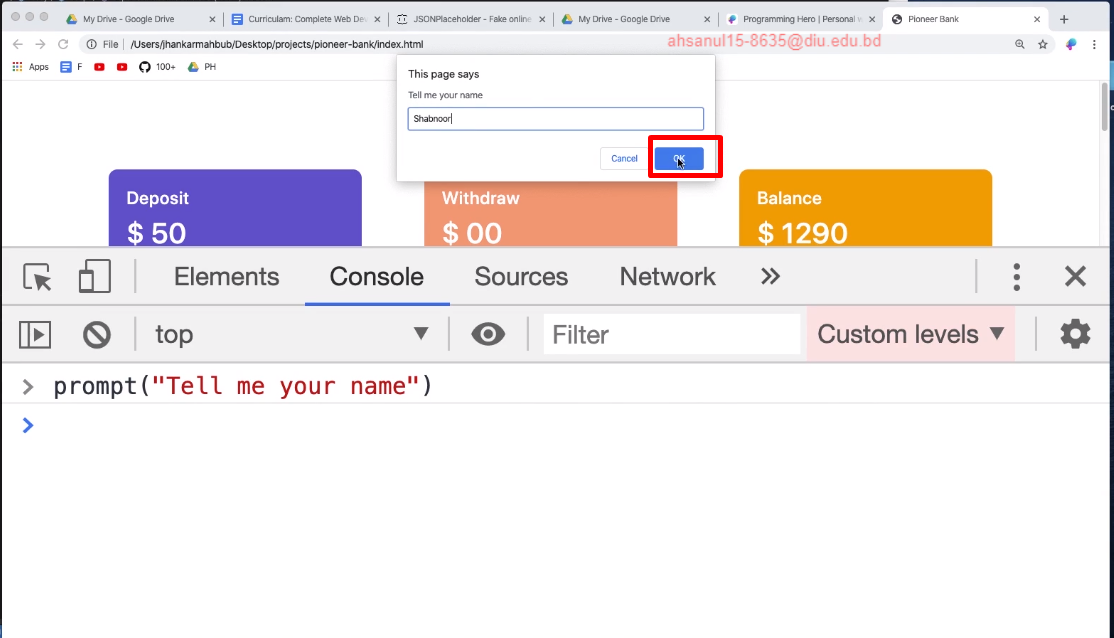 My Drive - Google Drive
Curriculam: Complete Web Dev
JSONPlaceholder - Fake online
My Drive - Google Drive
Programming Hero | Personal w
Pioneer Bank
File
/Users/jhankarmahbub/Desktop/projects/pioneer-bank/index.html
ahsanul15-8635@diu.edu.bd
Apps
F
100+
PH
This page says
Tell me your name
Shabnoor
Cancel
OK
Deposit
$ 50
Withdraw
$ 00
Balance
$ 1290
Elements
Console
Sources
Network
top
Filter
Custom levels
prompt("Tell me your name")